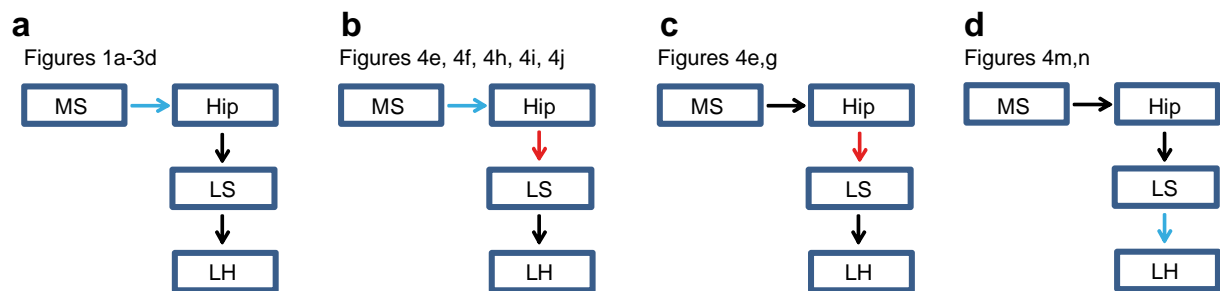 a
Figures 1a-3d
MS
Hip
LS
LH
b
Figures 4e, 4f, 4h, 4i, 4j
MS
Hip
LS
LH
c
Figures 4e,g
MS
Hip
LS
LH
d
Figures 4m,n
MS
Hip
LS
LH